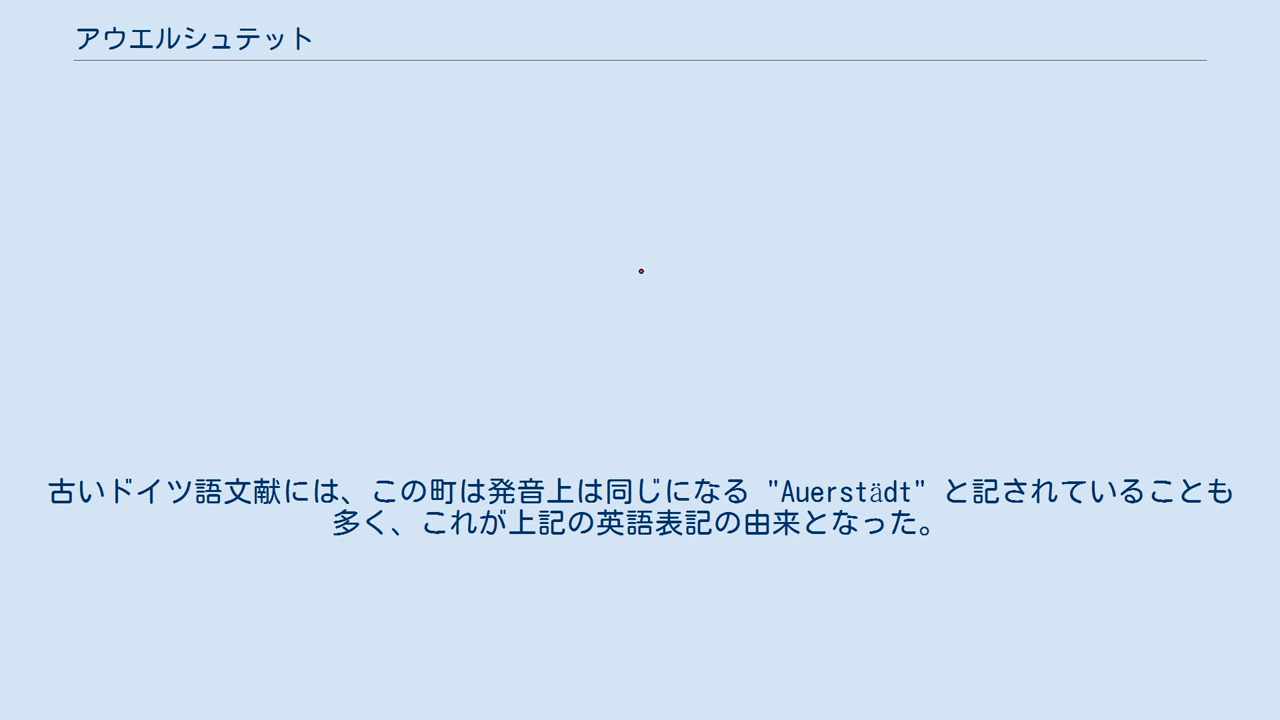 アウエルシュテット
古いドイツ語文献には、この町は発音上は同じになる "Auerstädt" と記されていることも
多く、これが上記の英語表記の由来となった。